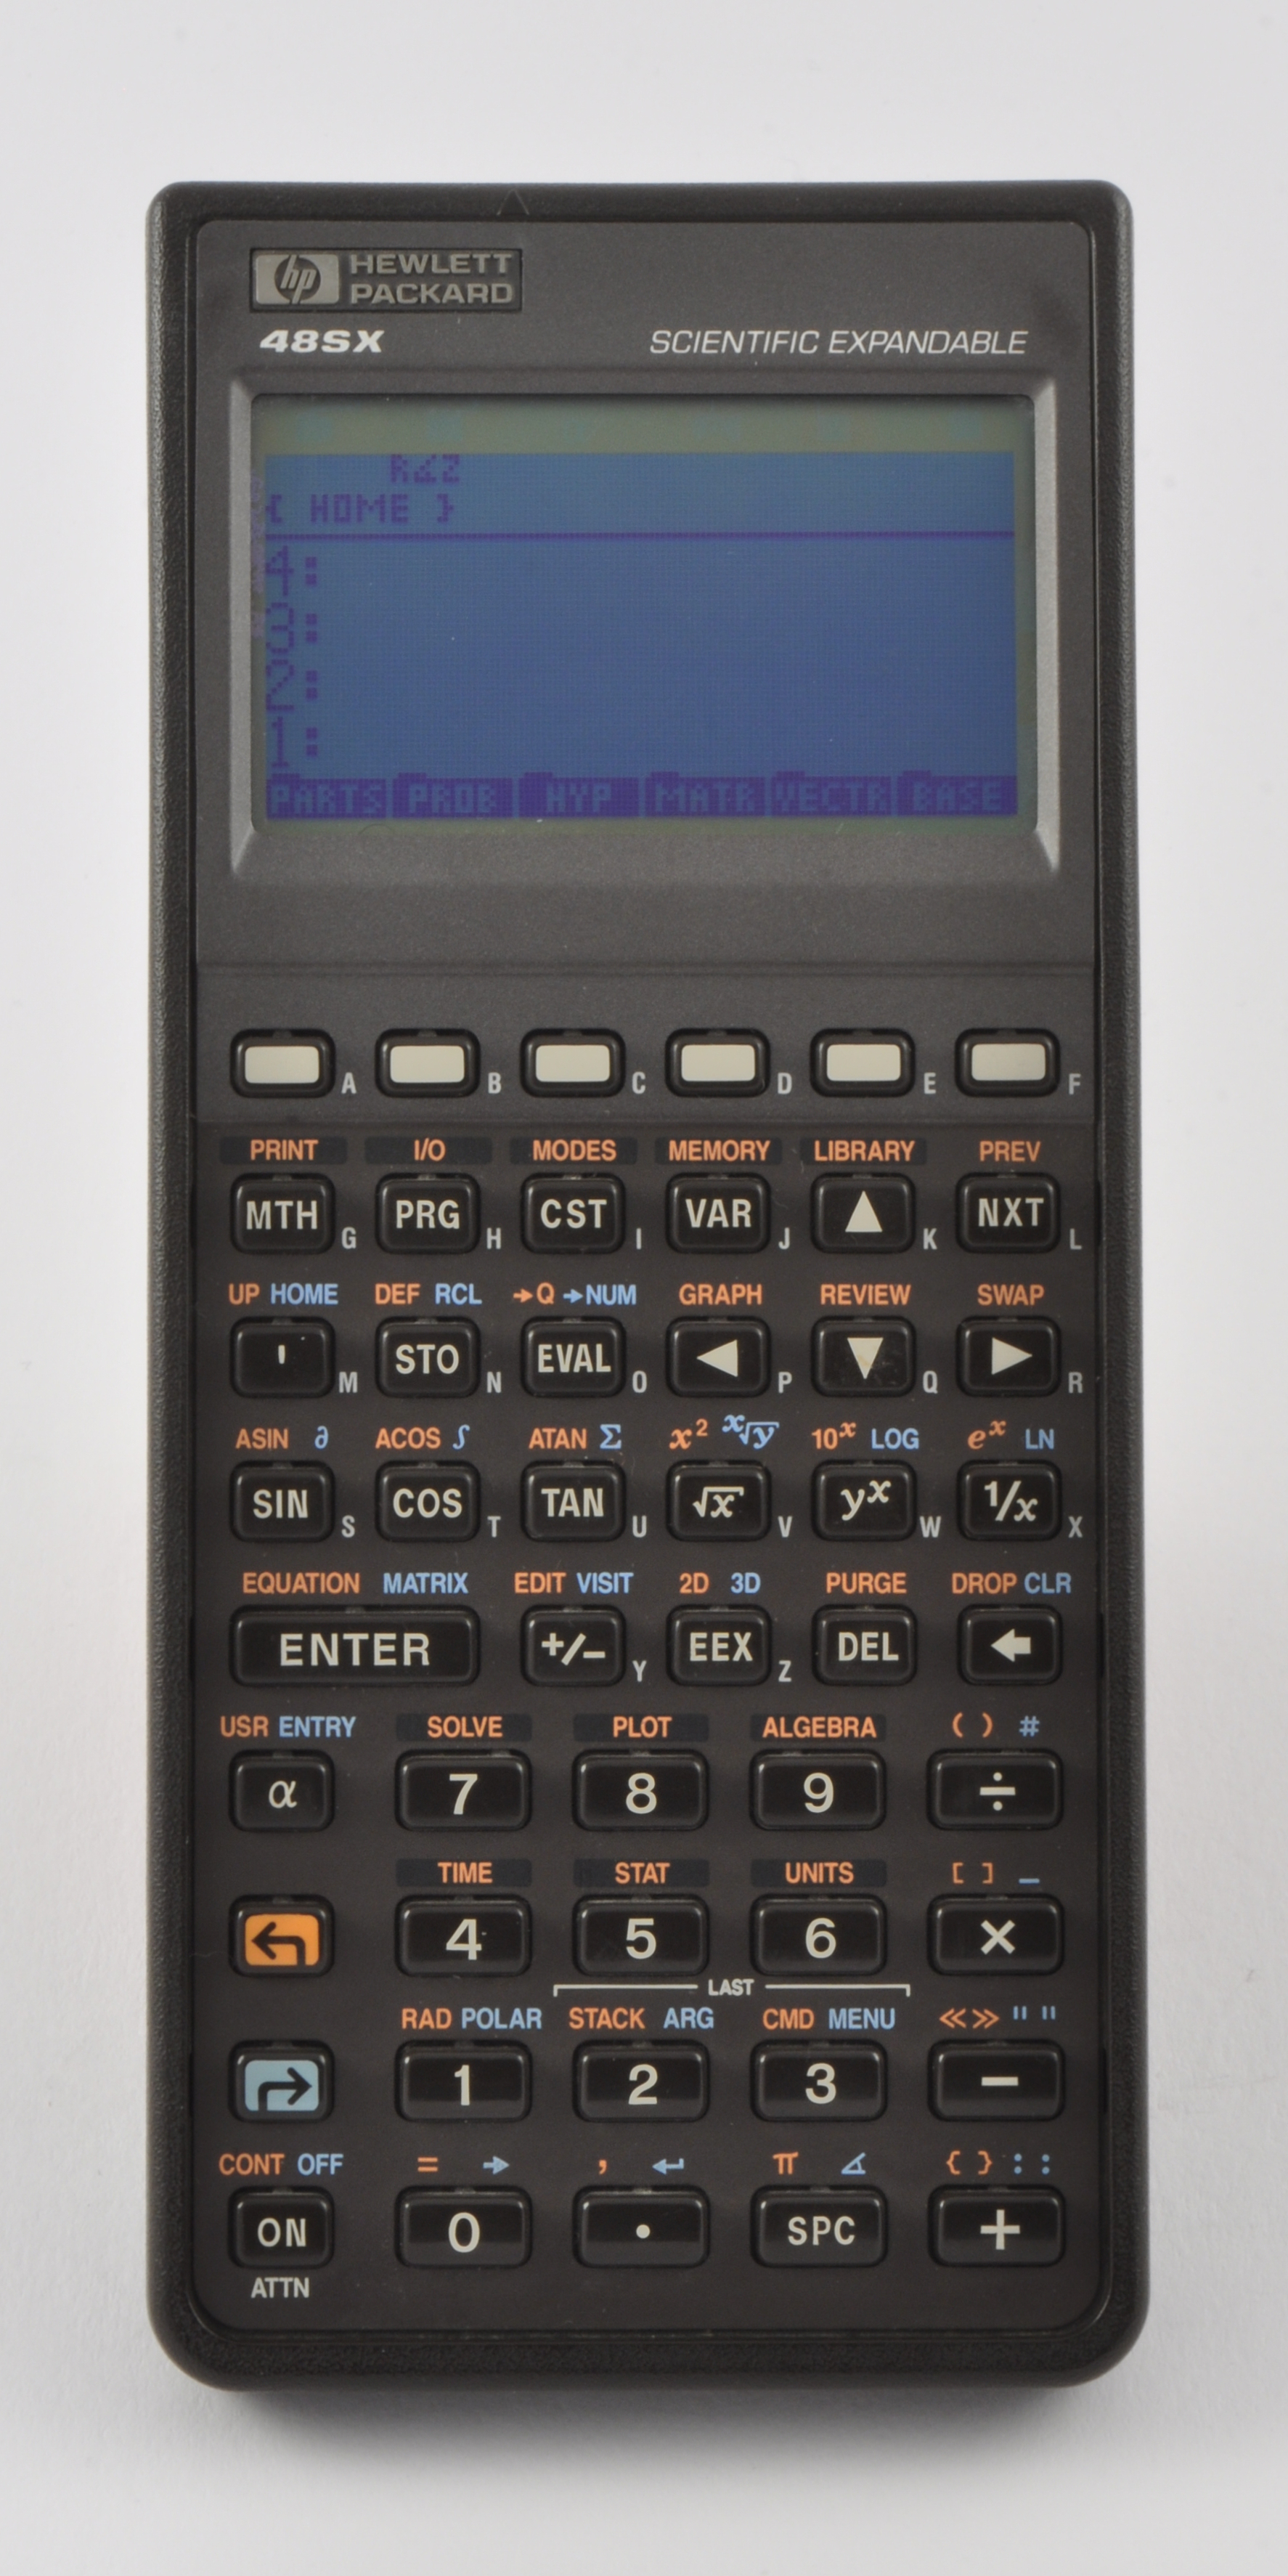 hp HEWLETT
PACKARD
48SX SCIENTIFIC EXPANDABLE
R∡Z
{ HOME }
4:
3:
2:
1:
PARTS PROB HYP MATR VECTR BASE
A B C D E F
PRINT I/O MODES MEMORY LIBRARY PREV
MTH G PRG H CST I VAR J ▲ K NXT L
UP HOME DEF RCL →Q →NUM GRAPH REVIEW SWAP
' M STO N EVAL O ◀ P ▼ Q ▶ R
ASIN ∂ ACOS ∫ ATAN Σ x² ˣ√y 10ˣ LOG eˣ LN
SIN S COS T TAN U √x V yˣ W 1/x X
EQUATION MATRIX EDIT VISIT 2D 3D PURGE DROP CLR
ENTER +/− Y EEX Z DEL ←
USR ENTRY SOLVE PLOT ALGEBRA ( ) #
α 7 8 9 ÷
TIME STAT UNITS [ ] _
4 5 6 ×
LAST
RAD POLAR STACK ARG CMD MENU « » " "
1 2 3 −
CONT OFF = → , ↵ π ∡ { } : :
ON 0 . SPC +
ATTN